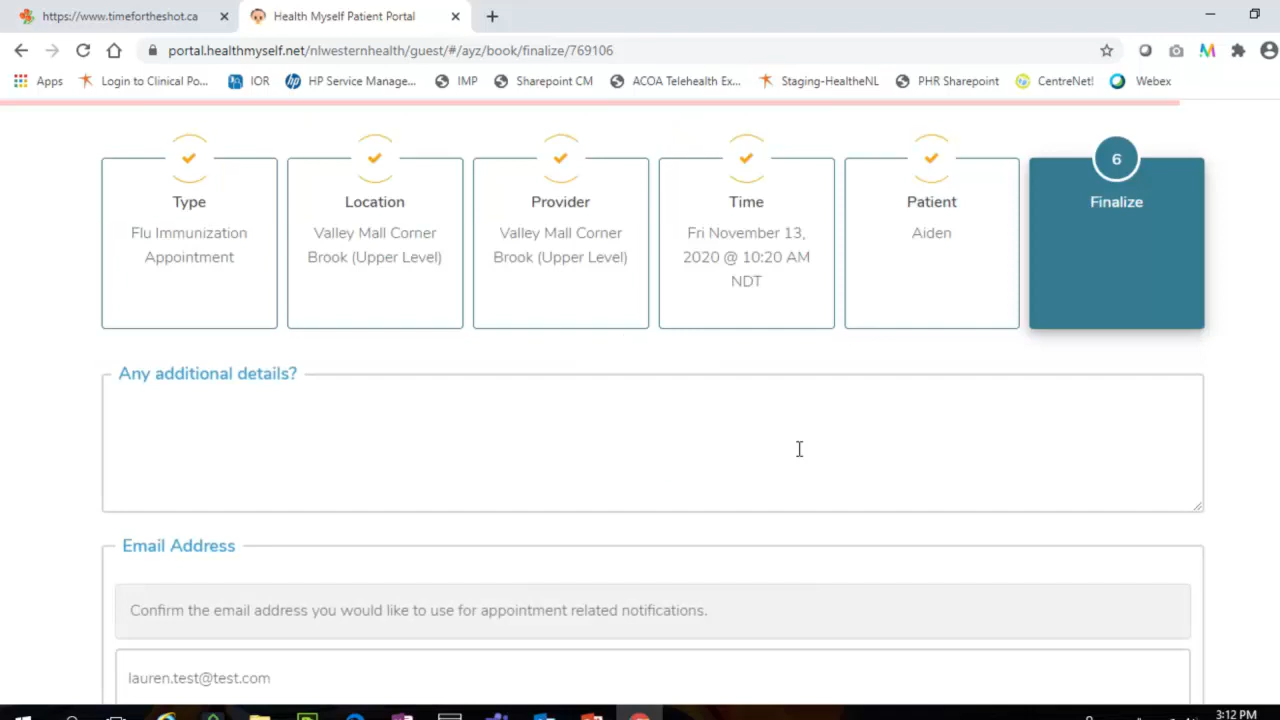 https://www.timefortheshot.ca
Health Myself Patient Portal
portal.healthmyself.net/nlwesternhealth/guest/#/ayz/book/finalize/769106
Apps
Login to Clinical Po...
IOR
HP Service Manage...
IMP
Sharepoint CM
ACOA Telehealth Ex...
Staging-HealtheNL
PHR Sharepoint
CentreNet!
Webex
Type
Flu Immunization
Appointment
Location
Valley Mall Corner
Brook (Upper Level)
Provider
Valley Mall Corner
Brook (Upper Level)
Time
Fri November 13,
2020 @ 10:20 AM
NDT
Patient
Aiden
6
Finalize
Any additional details?
Email Address
Confirm the email address you would like to use for appointment related notifications.
lauren.test@test.com
3:12 PM